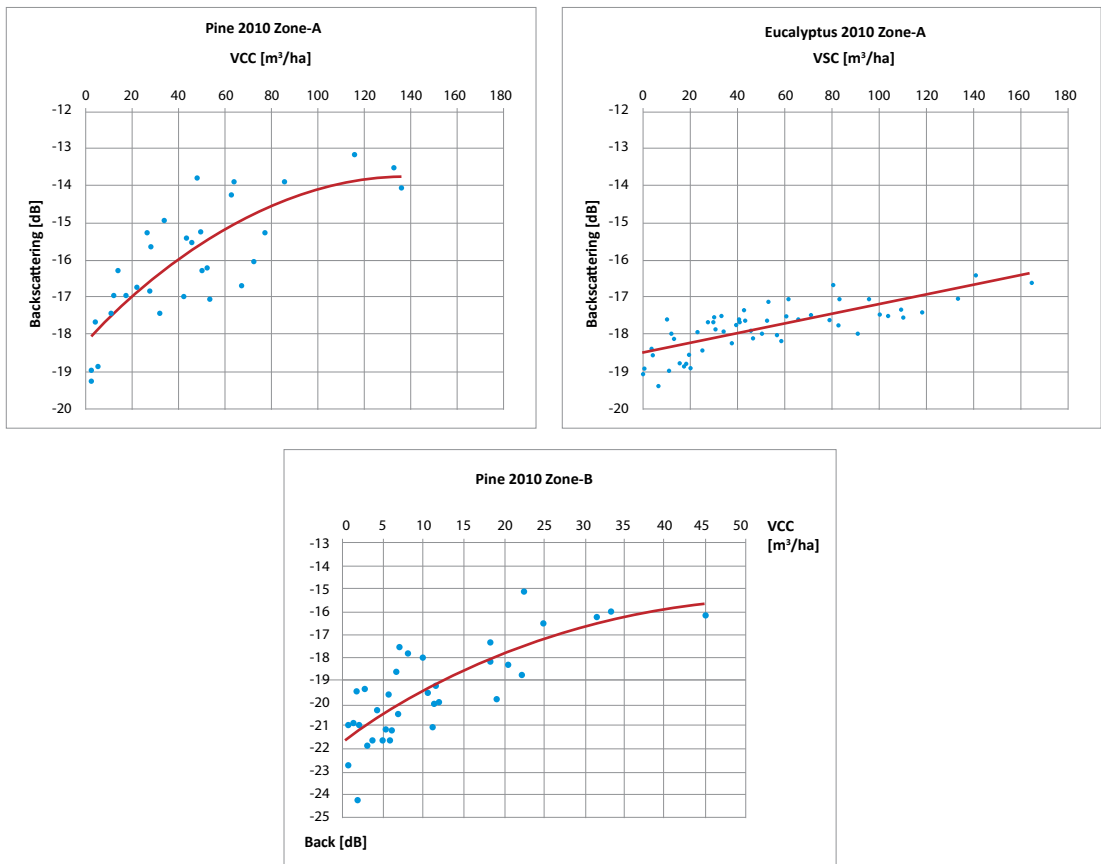 Pine 2010 Zone-A
VCC [m³/ha]
0 20 40 60 80 100 120 140 160 180
-12
-13
-14
-15
-16
-17
-18
-19
-20
Backscattering [dB]
Eucalyptus 2010 Zone-A
VSC [m³/ha]
0 20 40 60 80 100 120 140 160 180
-12
-13
-14
-15
-16
-17
-18
-19
-20
Backscattering [dB]
Pine 2010 Zone-B
0 5 10 15 20 25 30 35 40 45 50
VCC
[m³/ha]
-13
-14
-15
-16
-17
-18
-19
-20
-21
-22
-23
-24
-25
Back [dB]